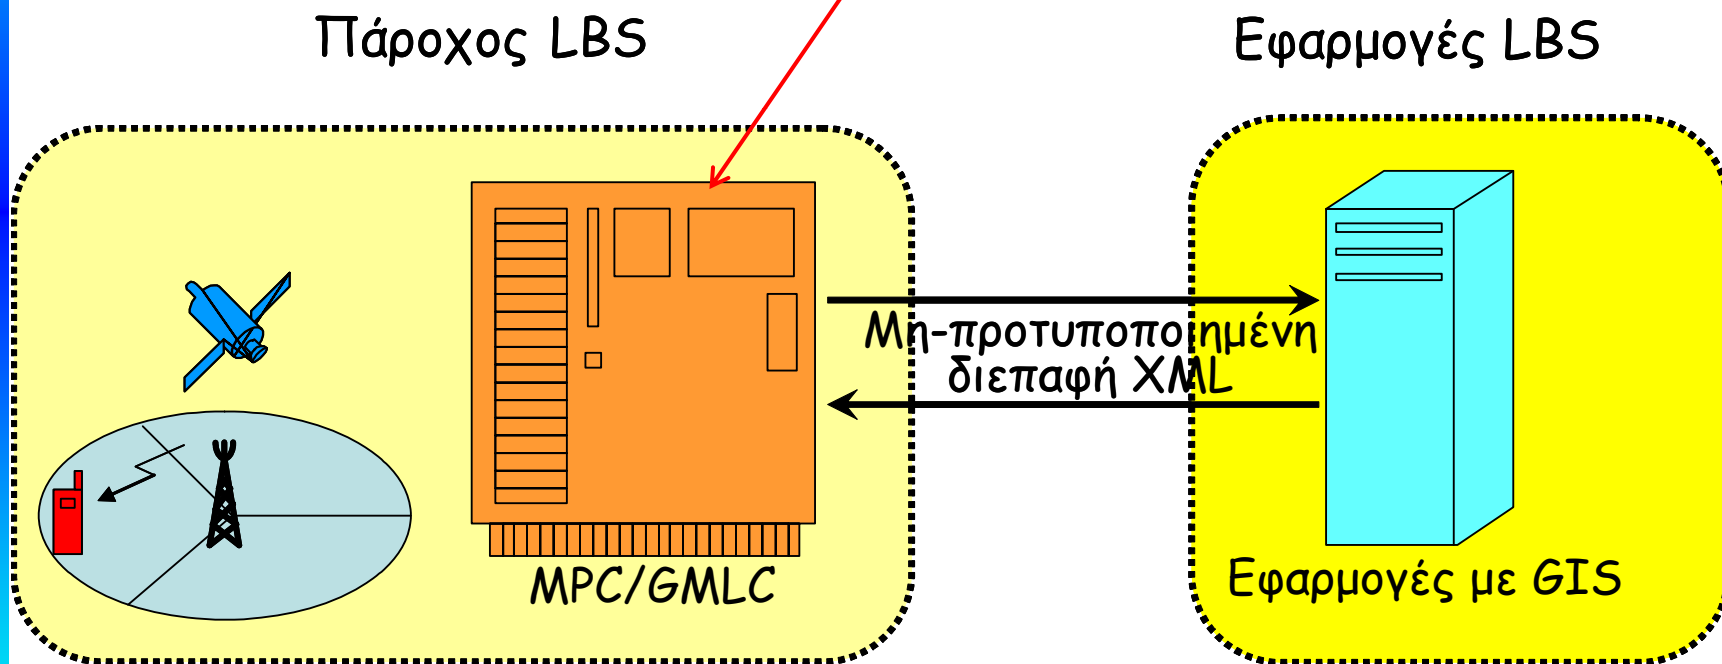 Πάροχος LBS
Εφαρμογές LBS
Μη-προτυποποιημένη
διεπαφή XML
MPC/GMLC
Εφαρμογές με GIS